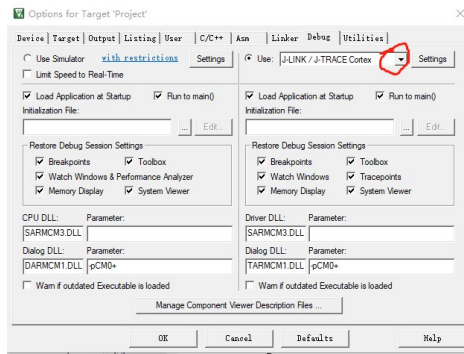 Options for Target 'Project'
Device Target Output Listing User C/C++ Asm Linker Debug Utilities
Use Simulator with restrictions Settings
Limit Speed to Real-Time
Use: J-LINK / J-TRACE Cortex Settings
Load Application at Startup Run to main()
Initialization File:
... Edit...
Load Application at Startup Run to main()
Initialization File:
... Edit...
Restore Debug Session Settings
Breakpoints Toolbox
Watch Windows & Performance Analyzer
Memory Display System Viewer
Restore Debug Session Settings
Breakpoints Toolbox
Watch Windows Tracepoints
Memory Display System Viewer
CPU DLL: Parameter:
SARMCM3.DLL
Dialog DLL: Parameter:
DARMCM1.DLL -pCM0+
Warn if outdated Executable is loaded
Driver DLL: Parameter:
SARMCM3.DLL
Dialog DLL: Parameter:
TARMCM1.DLL -pCM0+
Warn if outdated Executable is loaded
Manage Component Viewer Description Files ...
OK Cancel Defaults Help